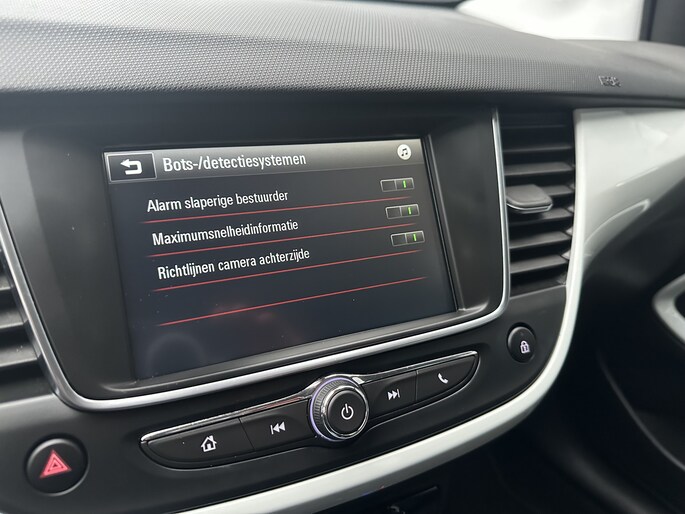 Bots-/detectiesystemen
Alarm slaperige bestuurder
Maximumsnelheidinformatie
Richtlijnen camera achterzijde